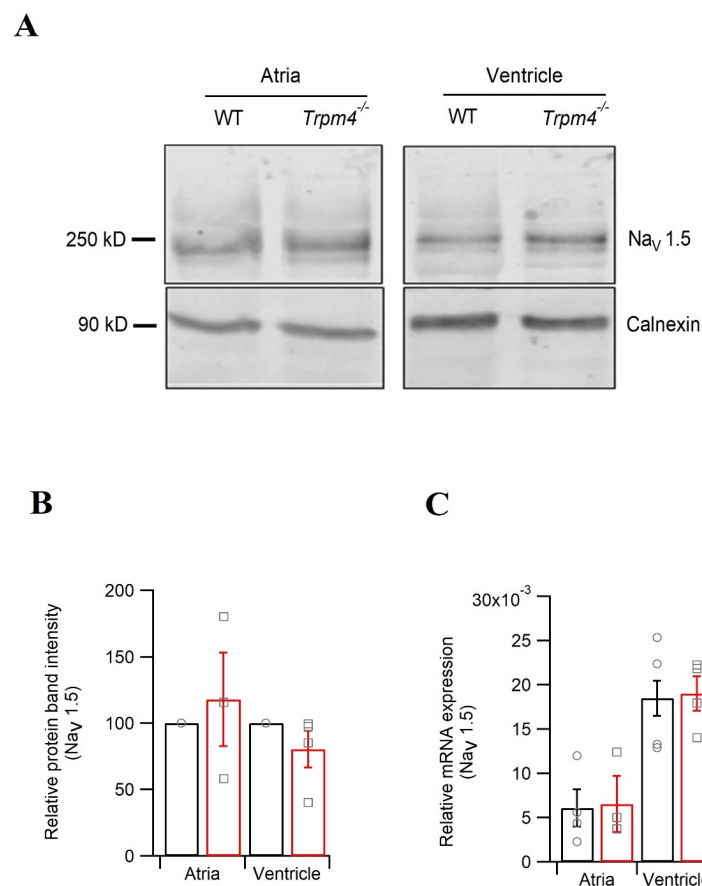 A
Atria
Ventricle
WT
Trpm4-/-
WT
Trpm4-/-
250 kD
NaV 1.5
90 kD
Calnexin
B
C
Relative protein band intensity
(NaV 1.5)
200
150
100
50
0
Atria
Ventricle
Relative mRNA expression
(NaV 1.5)
30x10-3
25
20
15
10
5
0
Atria
Ventricle